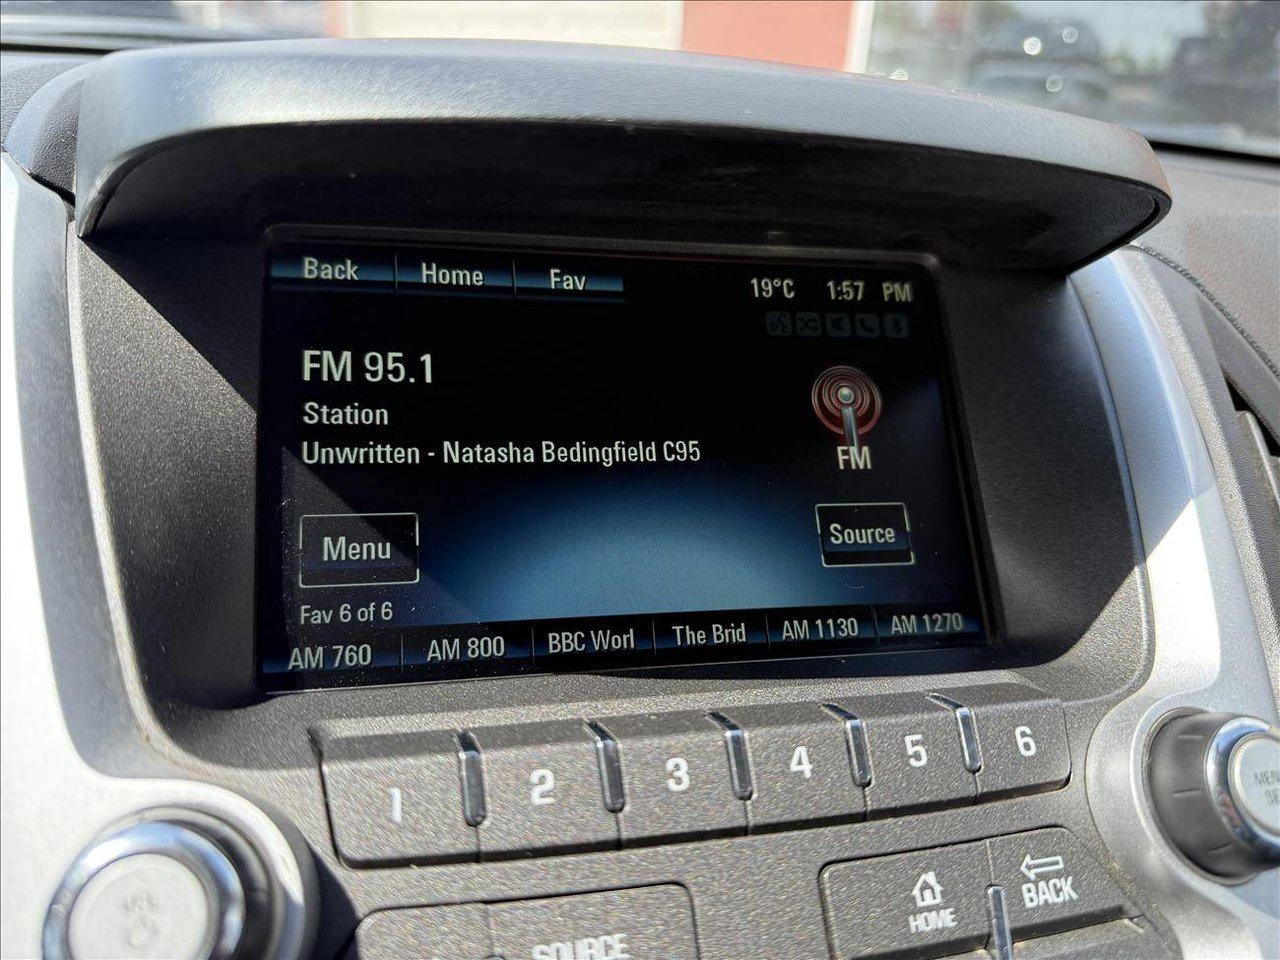 Back Home Fav
19°C 1:57 PM
FM 95.1
Station
Unwritten - Natasha Bedingfield C95
FM
Menu
Source
Fav 6 of 6
AM 760 AM 800 BBC Worl The Brid AM 1130 AM 1270
1 2 3 4 5 6
HOME
BACK
SOURCE